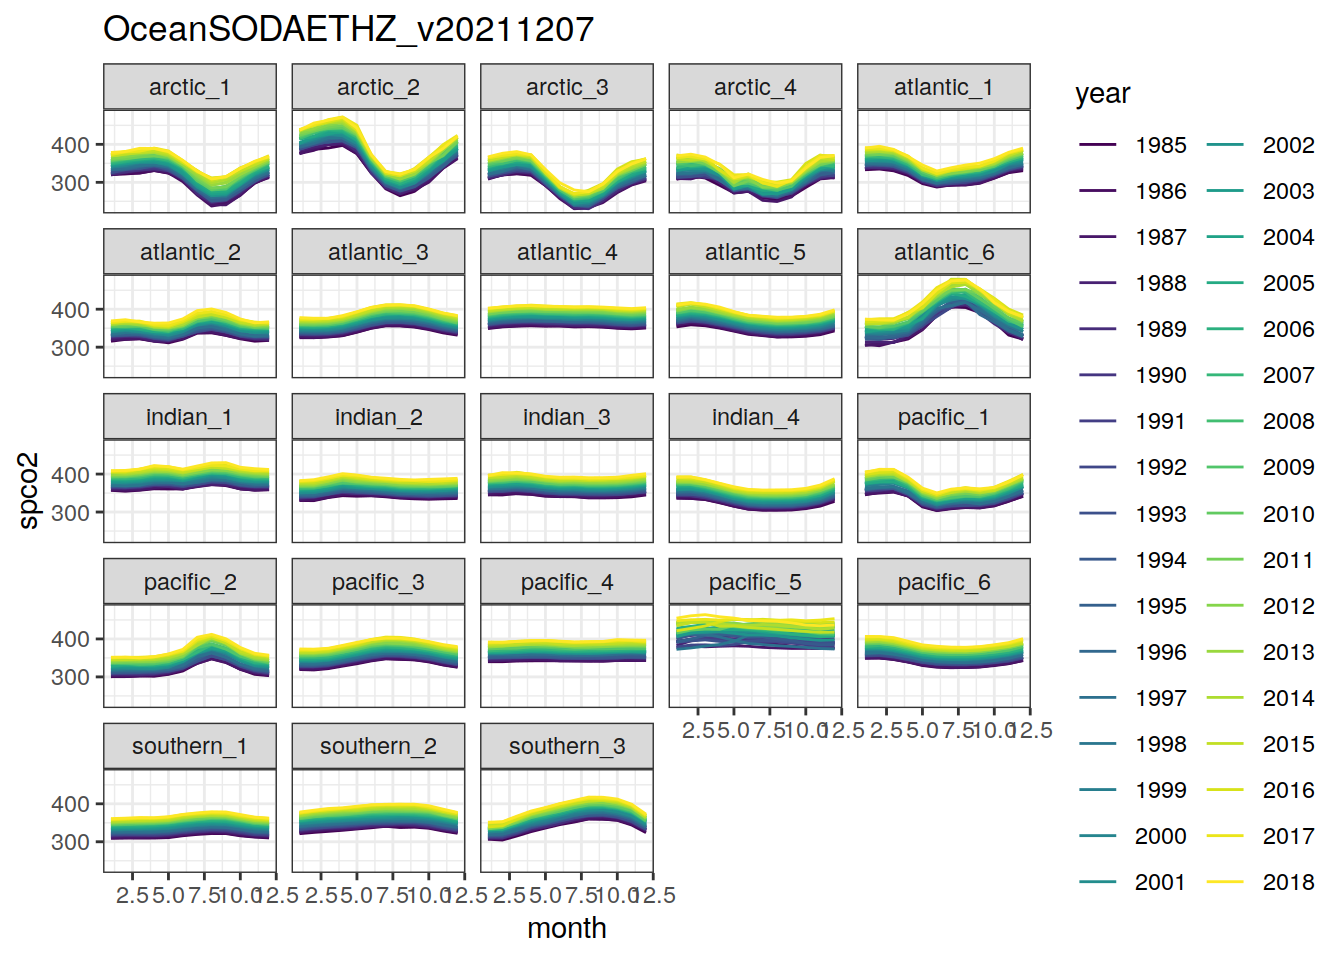 OceanSODAETHZ_v20211207
arctic_1 arctic_2 arctic_3 arctic_4 atlantic_1
400
300
atlantic_2 atlantic_3 atlantic_4 atlantic_5 atlantic_6
400
300
indian_1 indian_2 indian_3 indian_4 pacific_1
400
300
pacific_2 pacific_3 pacific_4 pacific_5 pacific_6
400
300
2.5 5.0 7.5 10.0 12.5 2.5 5.0 7.5 10.0 12.5
southern_1 southern_2 southern_3
400
300
2.5 5.0 7.5 10.0 12.5 2.5 5.0 7.5 10.0 12.5 2.5 5.0 7.5 10.0 12.5
month
spco2
year
1985 2002
1986 2003
1987 2004
1988 2005
1989 2006
1990 2007
1991 2008
1992 2009
1993 2010
1994 2011
1995 2012
1996 2013
1997 2014
1998 2015
1999 2016
2000 2017
2001 2018